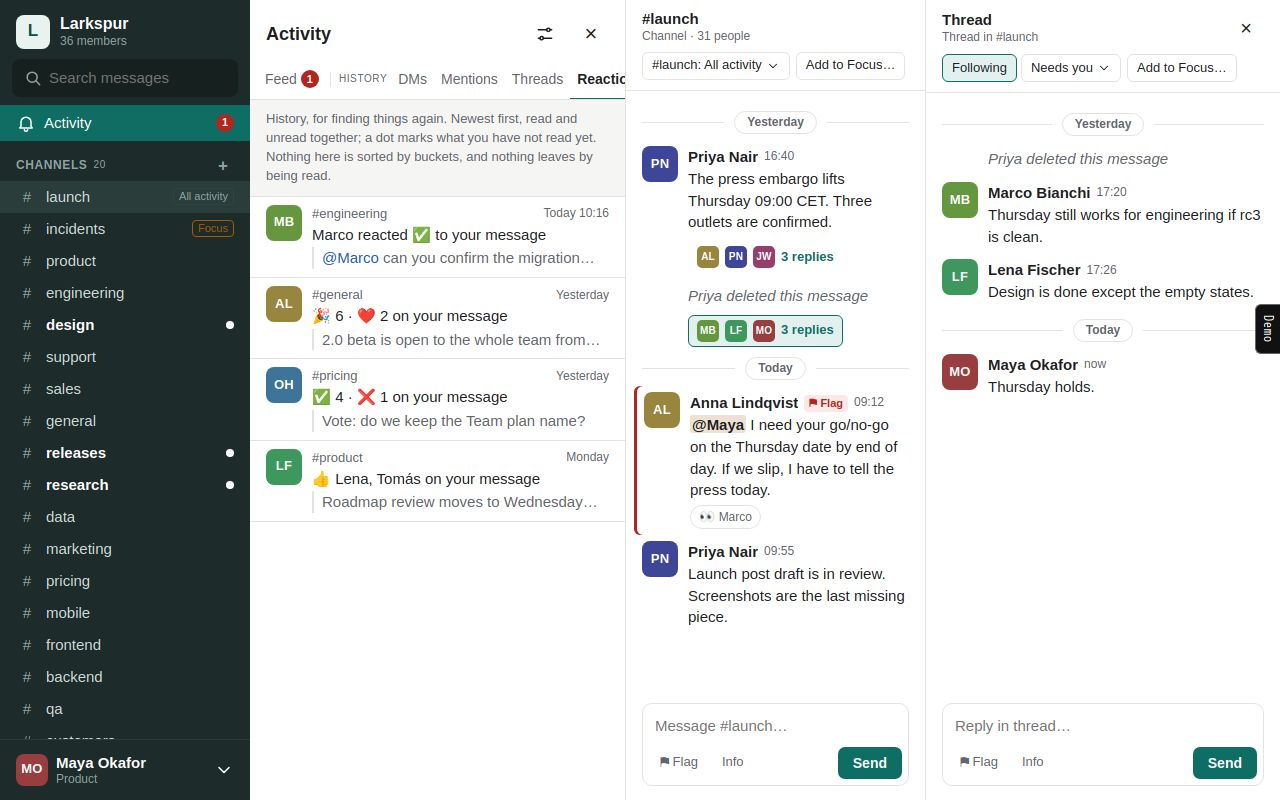 L
Larkspur
36 members
Search messages
Activity
1
CHANNELS 20
+
# launch
All activity
# incidents
Focus
# product
# engineering
# design
# support
# sales
# general
# releases
# research
# data
# marketing
# pricing
# mobile
# frontend
# backend
# qa
MO
Maya Okafor
Product
Activity
Feed 1
HISTORY
DMs
Mentions
Threads
History, for finding things again. Newest first, read and
unread together; a dot marks what you have not read yet.
Nothing here is sorted by buckets, and nothing leaves by
being read.
MB
#engineering
Today 10:16
Marco reacted ✅ to your message
@Marco can you confirm the migration…
AL
#general
Yesterday
🎉 6 · ❤️ 2 on your message
2.0 beta is open to the whole team from…
OH
#pricing
Yesterday
✅ 4 · ❌ 1 on your message
Vote: do we keep the Team plan name?
LF
#product
Monday
👍 Lena, Tomás on your message
Roadmap review moves to Wednesday…
#launch
Channel · 31 people
#launch: All activity
Add to Focus…
Yesterday
PN
Priya Nair 16:40
The press embargo lifts
Thursday 09:00 CET. Three
outlets are confirmed.
AL PN JW 3 replies
Priya deleted this message
MB LF MO 3 replies
Today
AL
Anna Lindqvist Flag 09:12
@Maya I need your go/no-go
on the Thursday date by end of
day. If we slip, I have to tell the
press today.
👀 Marco
PN
Priya Nair 09:55
Launch post draft is in review.
Screenshots are the last missing
piece.
Message #launch…
Flag
Info
Send
Thread
Thread in #launch
Following
Needs you
Add to Focus…
Yesterday
Priya deleted this message
MB
Marco Bianchi 17:20
Thursday still works for engineering if rc3
is clean.
LF
Lena Fischer 17:26
Design is done except the empty states.
Today
MO
Maya Okafor now
Thursday holds.
Reply in thread…
Flag
Info
Send
Demo